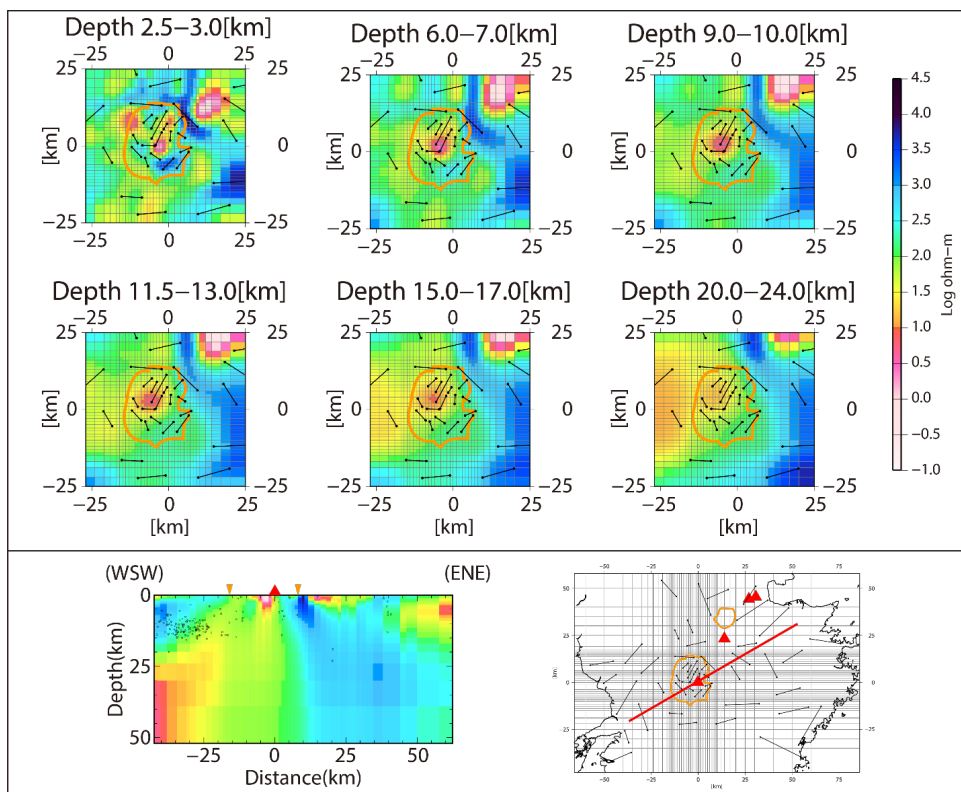 Depth 2.5−3.0[km]
Depth 6.0−7.0[km]
Depth 9.0−10.0[km]
−25 0 25
−25 0 25
−25 0 25
25 25 25
[km] 0 0
[km] 0 0
[km] 0 0
−25 −25
−25 −25
−25 −25
−25 0 25
−25 0 25
−25 0 25
Depth 11.5−13.0[km]
Depth 15.0−17.0[km]
Depth 20.0−24.0[km]
−25 0 25
−25 0 25
−25 0 25
25 25 25
[km] 0 0
0 0
0 0
−25 −25
−25 −25
−25 −25
−25 0 25
−25 0 25
−25 0 25
[km]
[km]
[km]
4.5
4.0
3.5
3.0
2.5
2.0
1.5
1.0
0.5
0.0
−0.5
−1.0
Log ohm−m
(WSW)
(ENE)
0
25
50
Depth(km)
−25 0 25 50
Distance(km)
−50 −25 0 25 50 75
50 50
25 25
0 0
−25 −25
[km]
−50 −25 0 25 50 75
[km]